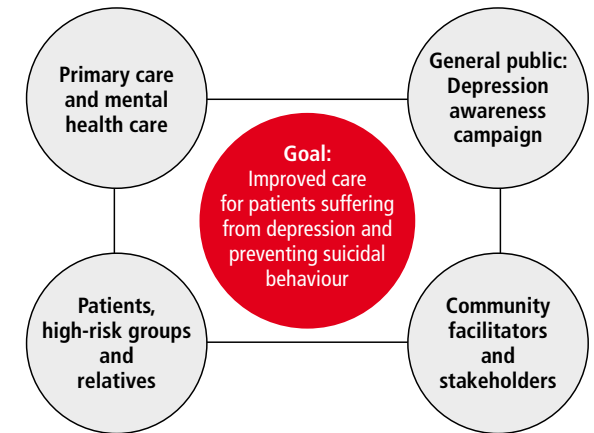 Primary care
and mental
health care
General public:
Depression
awareness
campaign
Goal:
Improved care
for patients suffering
from depression and
preventing suicidal
behaviour
Patients,
high-risk groups
and
relatives
Community
facilitators
and
stakeholders